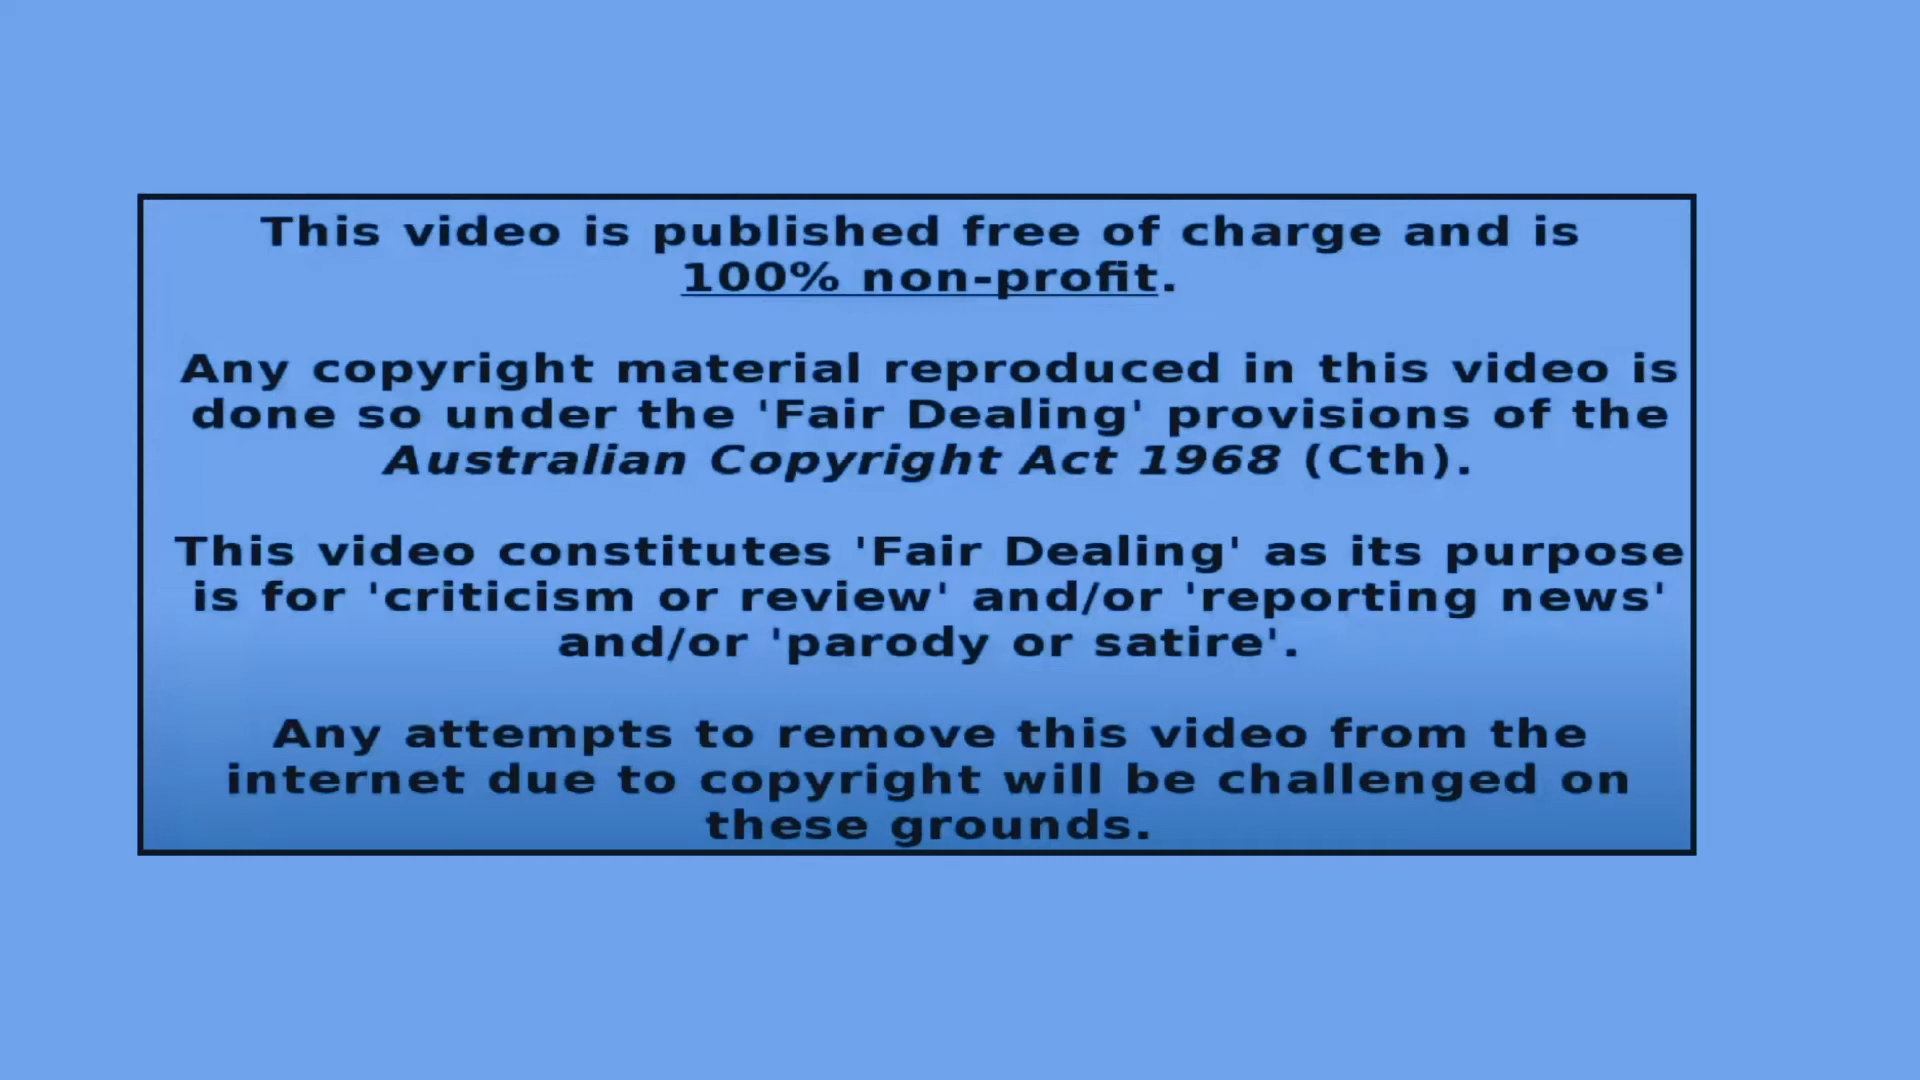 This video is published free of charge and is
100% non-profit.
Any copyright material reproduced in this video is
done so under the 'Fair Dealing' provisions of the
Australian Copyright Act 1968 (Cth).
This video constitutes 'Fair Dealing' as its purpose
is for 'criticism or review' and/or 'reporting news'
and/or 'parody or satire'.
Any attempts to remove this video from the
internet due to copyright will be challenged on
these grounds.